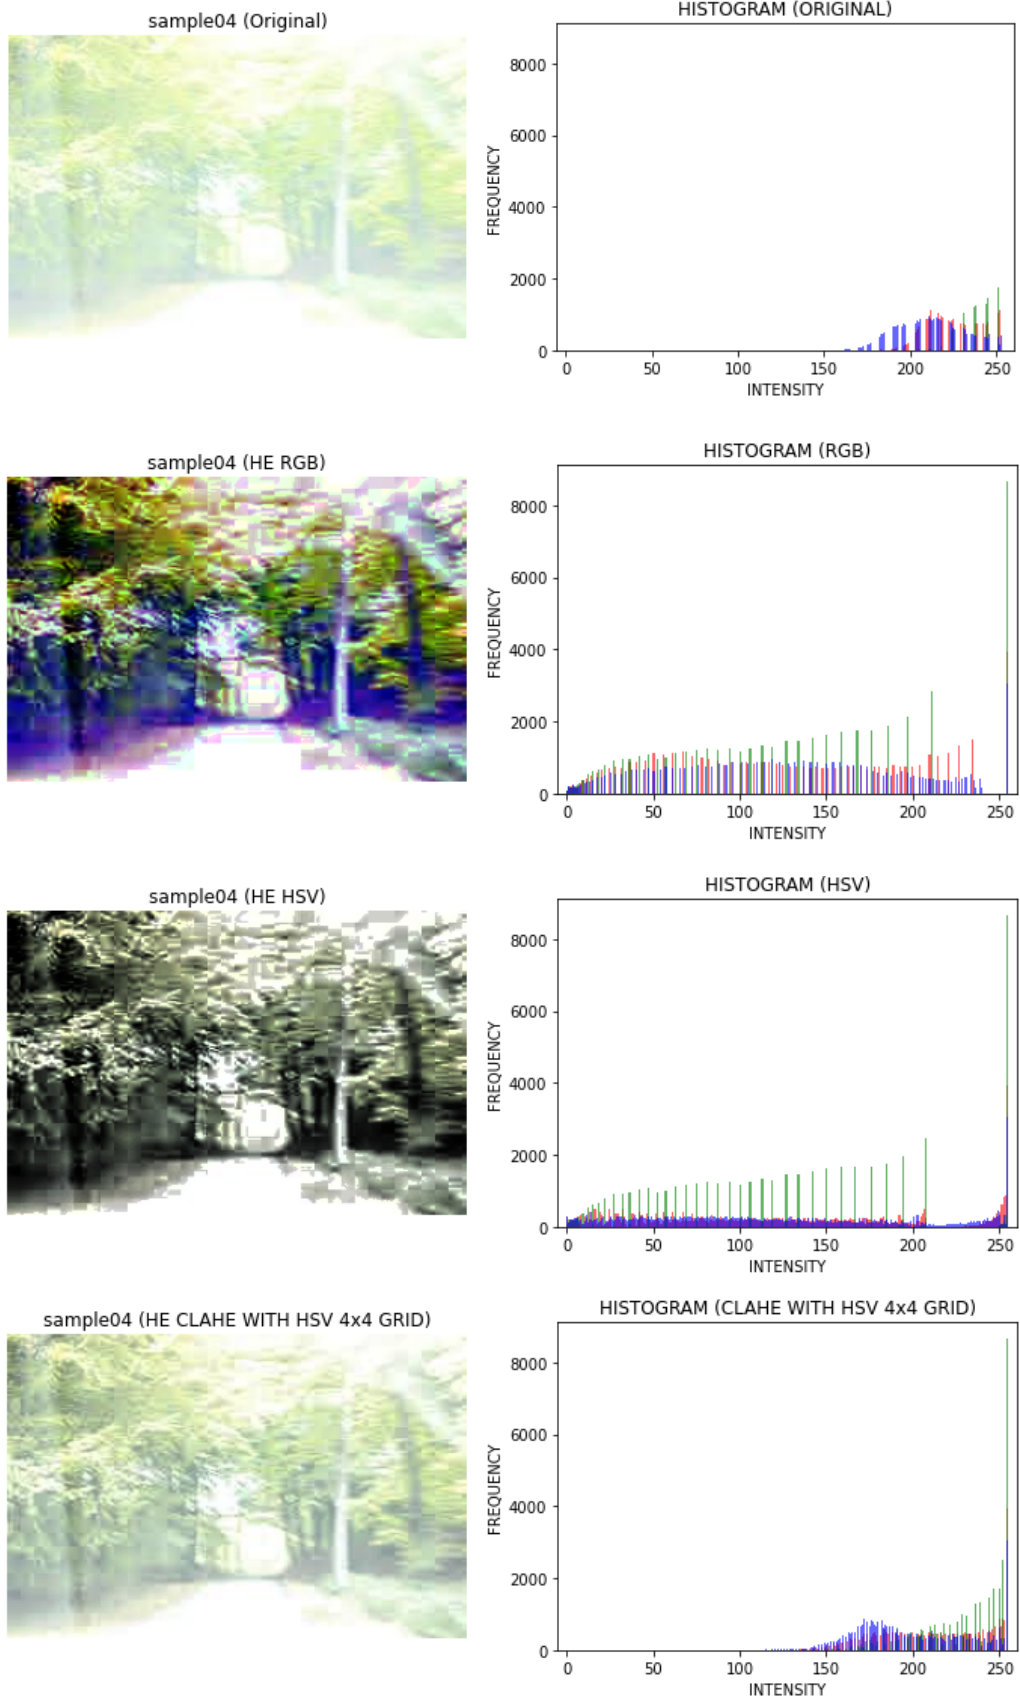 sample04 (Original)
HISTOGRAM (ORIGINAL)
FREQUENCY
8000
6000
4000
2000
0
0 50 100 150 200 250
INTENSITY
sample04 (HE RGB)
HISTOGRAM (RGB)
FREQUENCY
8000
6000
4000
2000
0
0 50 100 150 200 250
INTENSITY
sample04 (HE HSV)
HISTOGRAM (HSV)
FREQUENCY
8000
6000
4000
2000
0
0 50 100 150 200 250
INTENSITY
sample04 (HE CLAHE WITH HSV 4x4 GRID)
HISTOGRAM (CLAHE WITH HSV 4x4 GRID)
FREQUENCY
8000
6000
4000
2000
0
0 50 100 150 200 250
INTENSITY